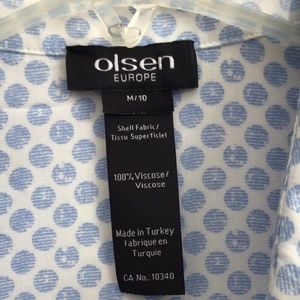 olsen
EUROPE
M/10
Shell Fabric/
Tissu Superficiel
100% Viscose/
Viscose
Made in Turkey
Fabriqué en
Turquie
CA No.: 10340